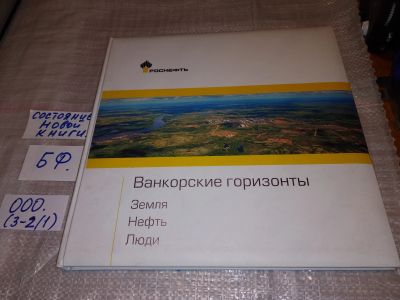 РОСНЕФТЬ
Ванкорские горизонты
Земля
Нефть
Люди
СОСТОЯНИЕ
НОВОЙ
КНИГИ.
БФ.
ООО.
(3-2/1)